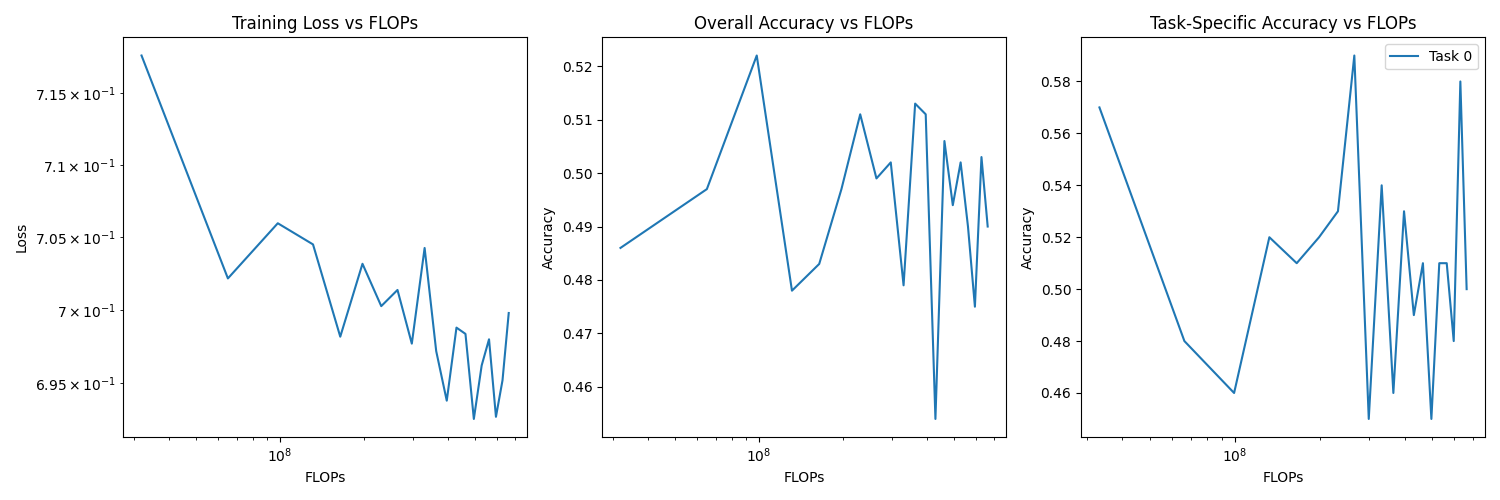 Training Loss vs FLOPs
7.15 × 10⁻¹
7.1 × 10⁻¹
7.05 × 10⁻¹
7 × 10⁻¹
6.95 × 10⁻¹
Loss
10⁸
FLOPs
Overall Accuracy vs FLOPs
0.52
0.51
0.50
0.49
0.48
0.47
0.46
Accuracy
10⁸
FLOPs
Task-Specific Accuracy vs FLOPs
Task 0
0.58
0.56
0.54
0.52
0.50
0.48
0.46
Accuracy
10⁸
FLOPs